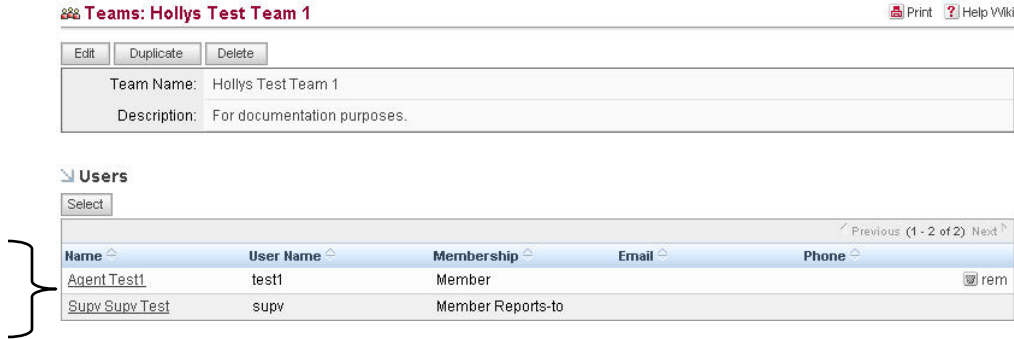 Teams: Hollys Test Team 1 Print ? Help Wiki
Edit Duplicate Delete
Team Name: Hollys Test Team 1
Description: For documentation purposes.
Users
Select
Previous (1 - 2 of 2) Next
Name User Name Membership Email Phone
Agent Test1 test1 Member rem
Supv Supv Test supv Member Reports-to